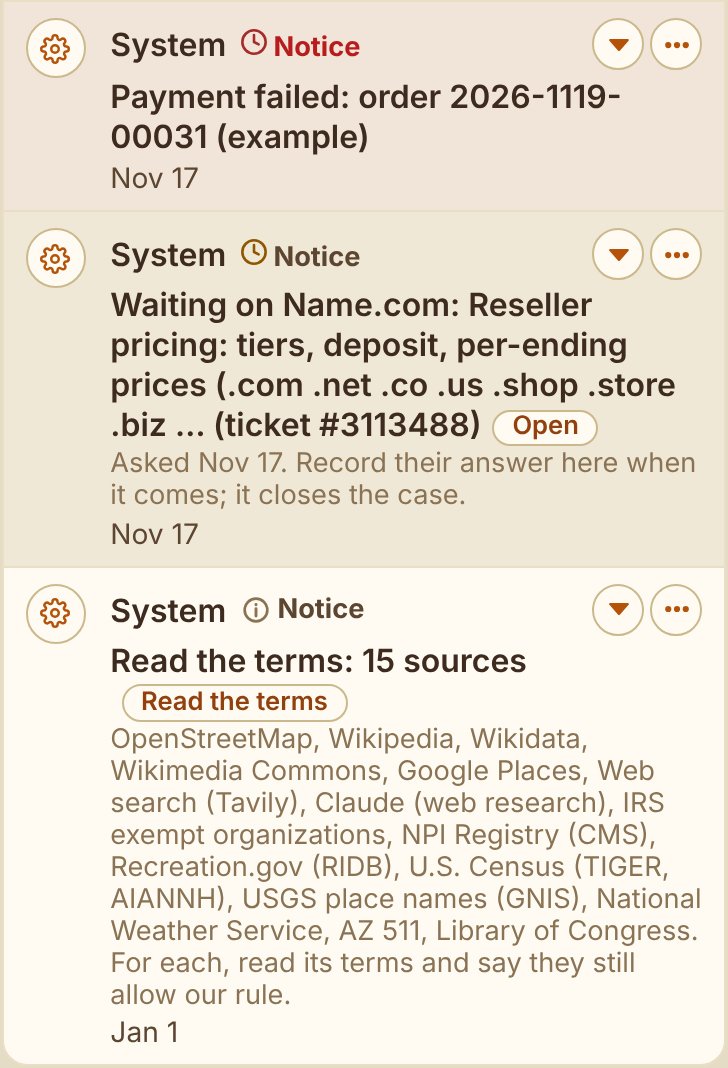 System Notice
Payment failed: order 2026-1119-
00031 (example)
Nov 17
System Notice
Waiting on Name.com: Reseller
pricing: tiers, deposit, per-ending
prices (.com .net .co .us .shop .store
.biz ... (ticket #3113488) Open
Asked Nov 17. Record their answer here when
it comes; it closes the case.
Nov 17
System Notice
Read the terms: 15 sources
Read the terms
OpenStreetMap, Wikipedia, Wikidata,
Wikimedia Commons, Google Places, Web
search (Tavily), Claude (web research), IRS
exempt organizations, NPI Registry (CMS),
Recreation.gov (RIDB), U.S. Census (TIGER,
AIANNH), USGS place names (GNIS), National
Weather Service, AZ 511, Library of Congress.
For each, read its terms and say they still
allow our rule.
Jan 1